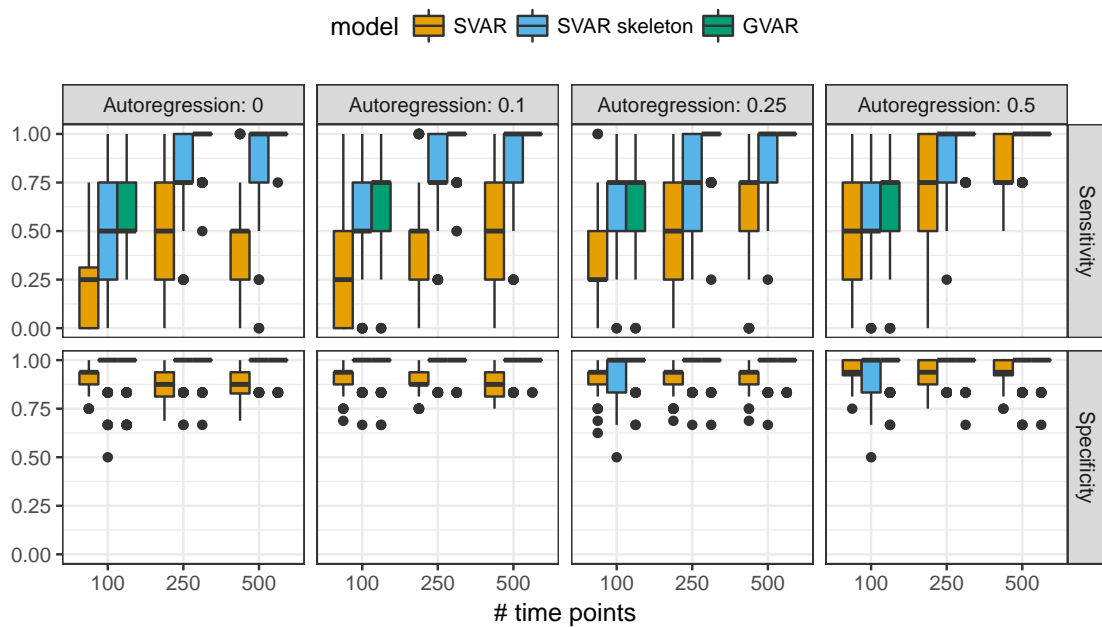 model SVAR SVAR skeleton GVAR
Autoregression: 0 Autoregression: 0.1 Autoregression: 0.25 Autoregression: 0.5
1.00
0.75
0.50
0.25
0.00
Sensitivity
1.00
0.75
0.50
0.25
0.00
Specificity
100 250 500 100 250 500 100 250 500 100 250 500
# time points